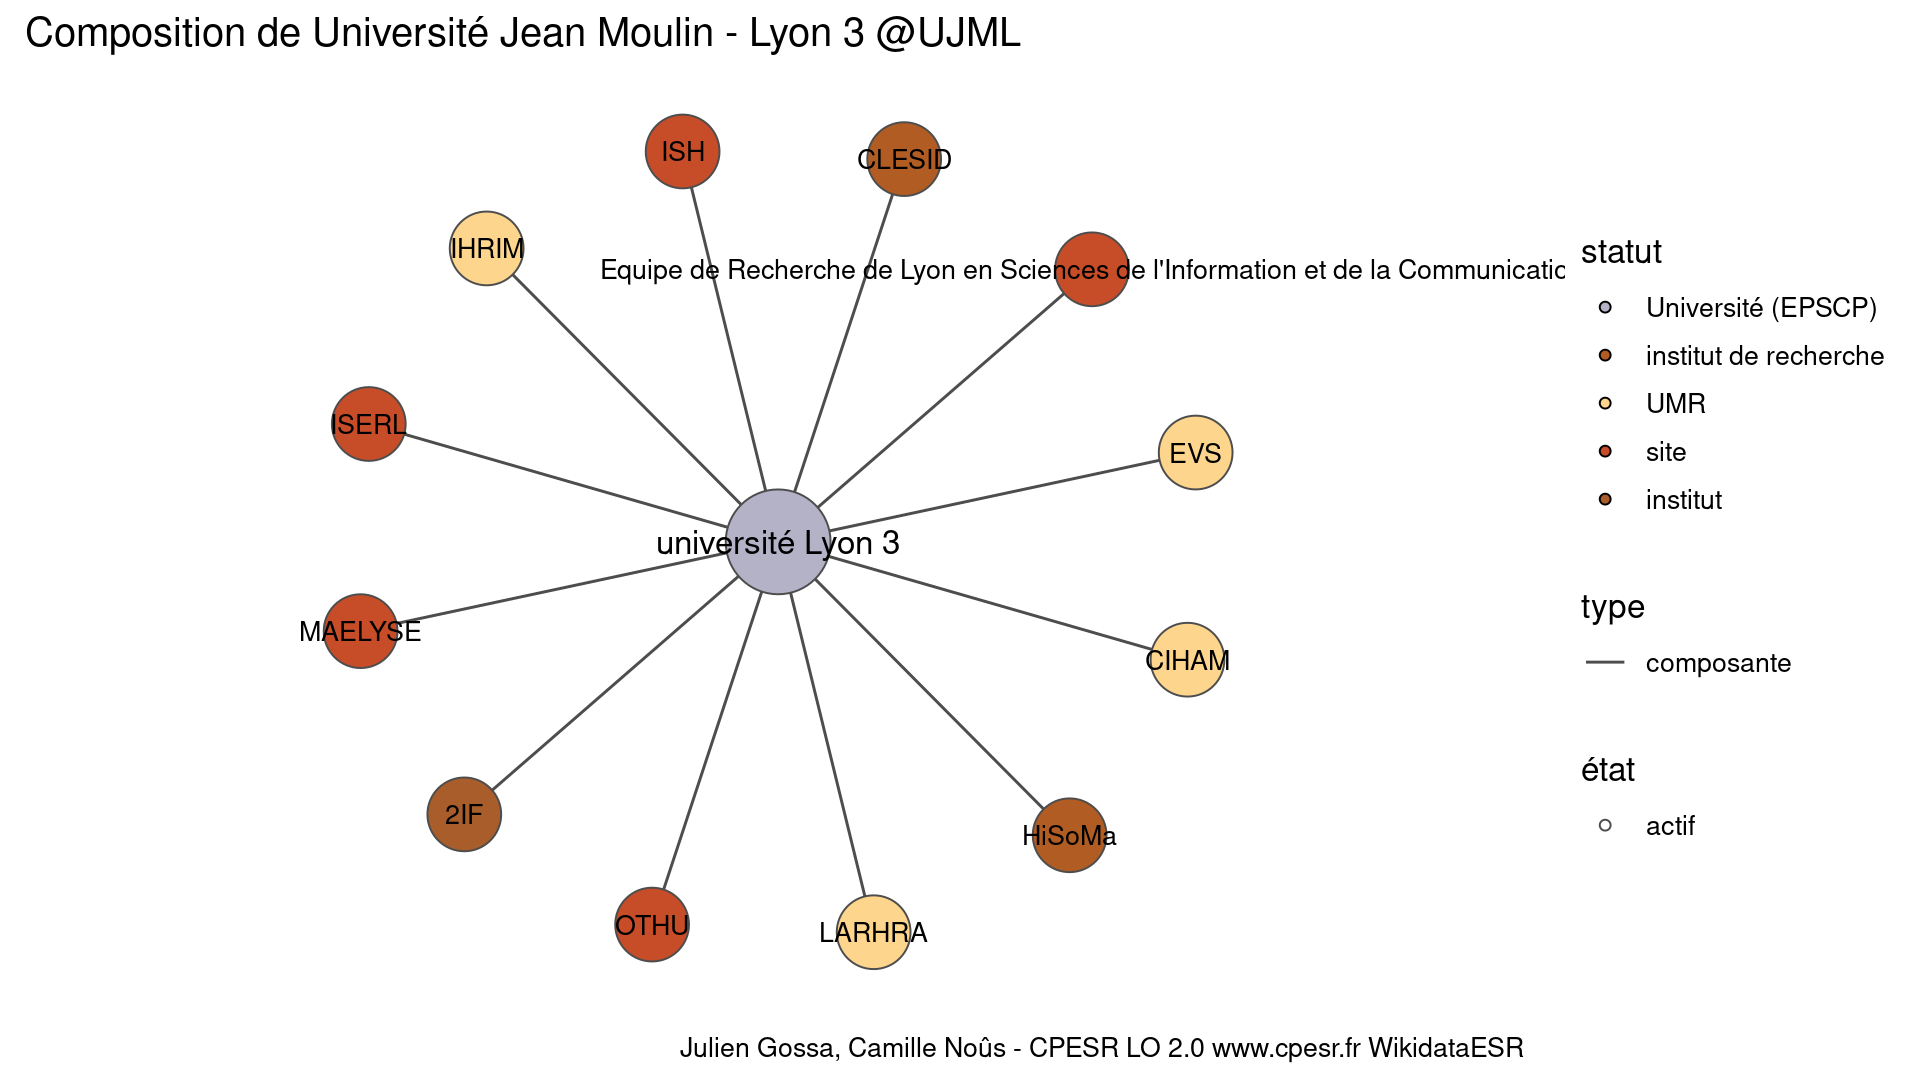 Composition de Université Jean Moulin - Lyon 3 @UJML
ISH
CLESID
IHRIM
Equipe de Recherche de Lyon en Sciences de l'Information et de la Communicatio
ISERL
EVS
université Lyon 3
MAELYSE
CIHAM
2IF
HiSoMa
OTHU
LARHRA
statut
Université (EPSCP)
institut de recherche
UMR
site
institut
type
composante
état
actif
Julien Gossa, Camille Noûs - CPESR LO 2.0 www.cpesr.fr WikidataESR